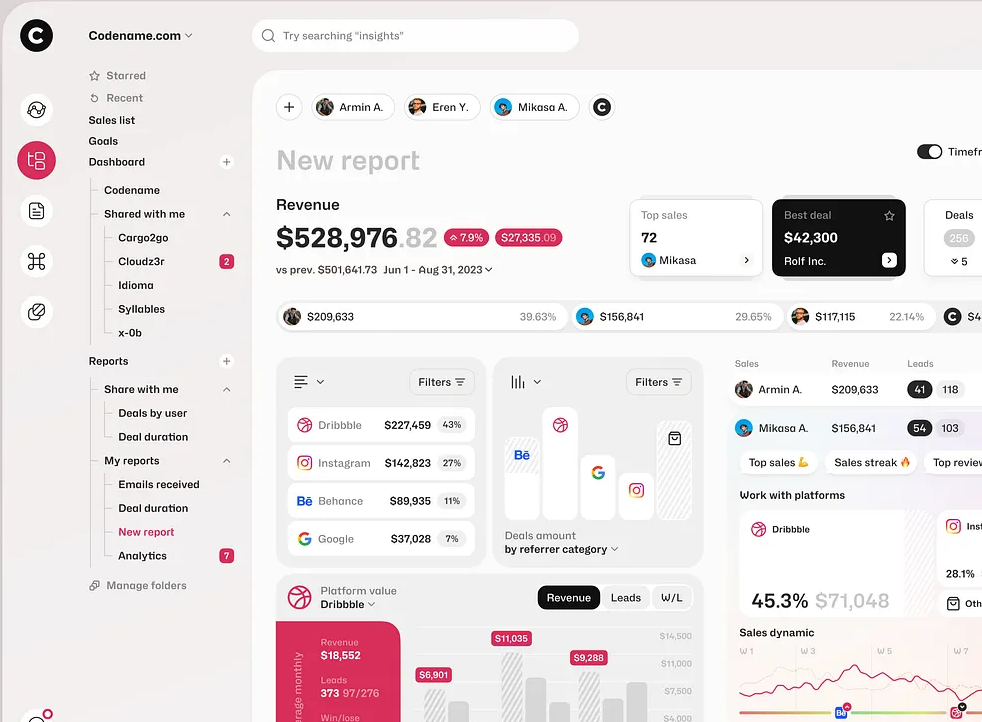 C
Codename.com
Try searching "insights"
Starred
Recent
Sales list
Goals
Dashboard
Codename
Shared with me
Cargo2go
Cloudz3r 2
Idioma
Syllables
x-0b
Reports
Share with me
Deals by user
Deal duration
My reports
Emails received
Deal duration
New report
Analytics 7
Manage folders
Armin A. Eren Y. Mikasa A. C
New report
Timefr
Revenue
$528,976.82 7.9% $27,335.09
vs prev. $501,641.73 Jun 1 - Aug 31, 2023
Top sales
72
Mikasa
Best deal
$42,300
Rolf Inc.
Deals
256
5
$209,633 39.63% $156,841 29.65% $117,115 22.14% C $4
Filters
Dribbble $227,459 43%
Instagram $142,823 27%
Behance $89,935 11%
Google $37,028 7%
Filters
Bē
G
Deals amount
by referrer category
Sales Revenue Leads
Armin A. $209,633 41 118
Mikasa A. $156,841 54 103
Top sales 💪 Sales streak 🔥 Top review
Work with platforms
Dribbble
45.3% $71,048
Inst
28.1%
Oth
Platform value
Dribbble
Revenue Leads W/L
erage monthly
Revenue
$18,552
Leads
373 97/276
Win/lose
$6,901
$11,035
$9,288
$14,500
$11,000
$7,500
$4,000
Sales dynamic
W 1 W 3 W 5 W 7
Bē